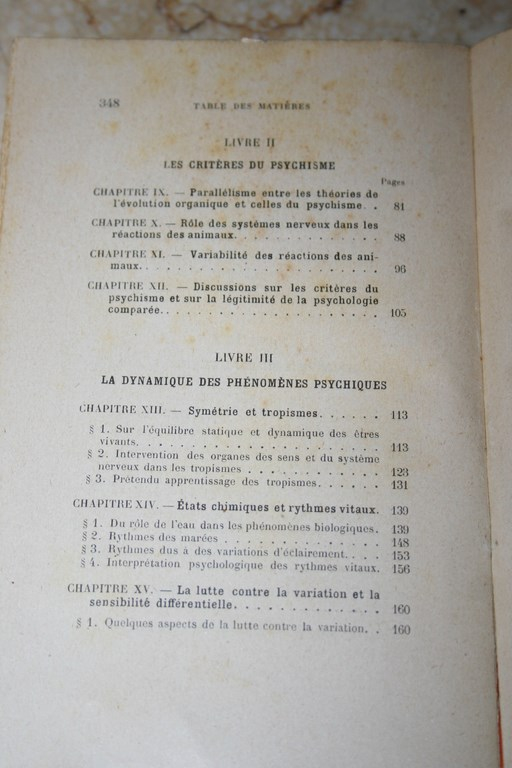 348 TABLE DES MATIÈRES
LIVRE II
LES CRITÈRES DU PSYCHISME
Pages
CHAPITRE IX. — Parallélisme entre les théories de
l'évolution organique et celles du psychisme. . 81
CHAPITRE X. — Rôle des systèmes nerveux dans les
réactions des animaux. . . . . . . . . . . . 88
CHAPITRE XI. — Variabilité des réactions des ani-
maux. . . . . . . . . . . . . . . . . . . . 96
CHAPITRE XII. — Discussions sur les critères du
psychisme et sur la légitimité de la psychologie
comparée. . . . . . . . . . . . . . . . . . 105
LIVRE III
LA DYNAMIQUE DES PHÉNOMÈNES PSYCHIQUES
CHAPITRE XIII. — Symétrie et tropismes. . . . . . 113
§ 1. Sur l'équilibre statique et dynamique des êtres
vivants. . . . . . . . . . . . . . . . . . . 113
§ 2. Intervention des organes des sens et du système
nerveux dans les tropismes . . . . . . . . . . 123
§ 3. Prétendu apprentissage des tropismes. . . . . 131
CHAPITRE XIV. — États chimiques et rythmes vitaux. 139
§ 1. Du rôle de l'eau dans les phénomènes biologiques. 139
§ 2. Rythmes des marées . . . . . . . . . . . . 148
§ 3. Rythmes dus à des variations d'éclairement. . . . 153
§ 4. Interprétation psychologique des rythmes vitaux. 156
CHAPITRE XV. — La lutte contre la variation et la
sensibilité différentielle. . . . . . . . . . . . 160
§ 1. Quelques aspects de la lutte contre la variation. . 160